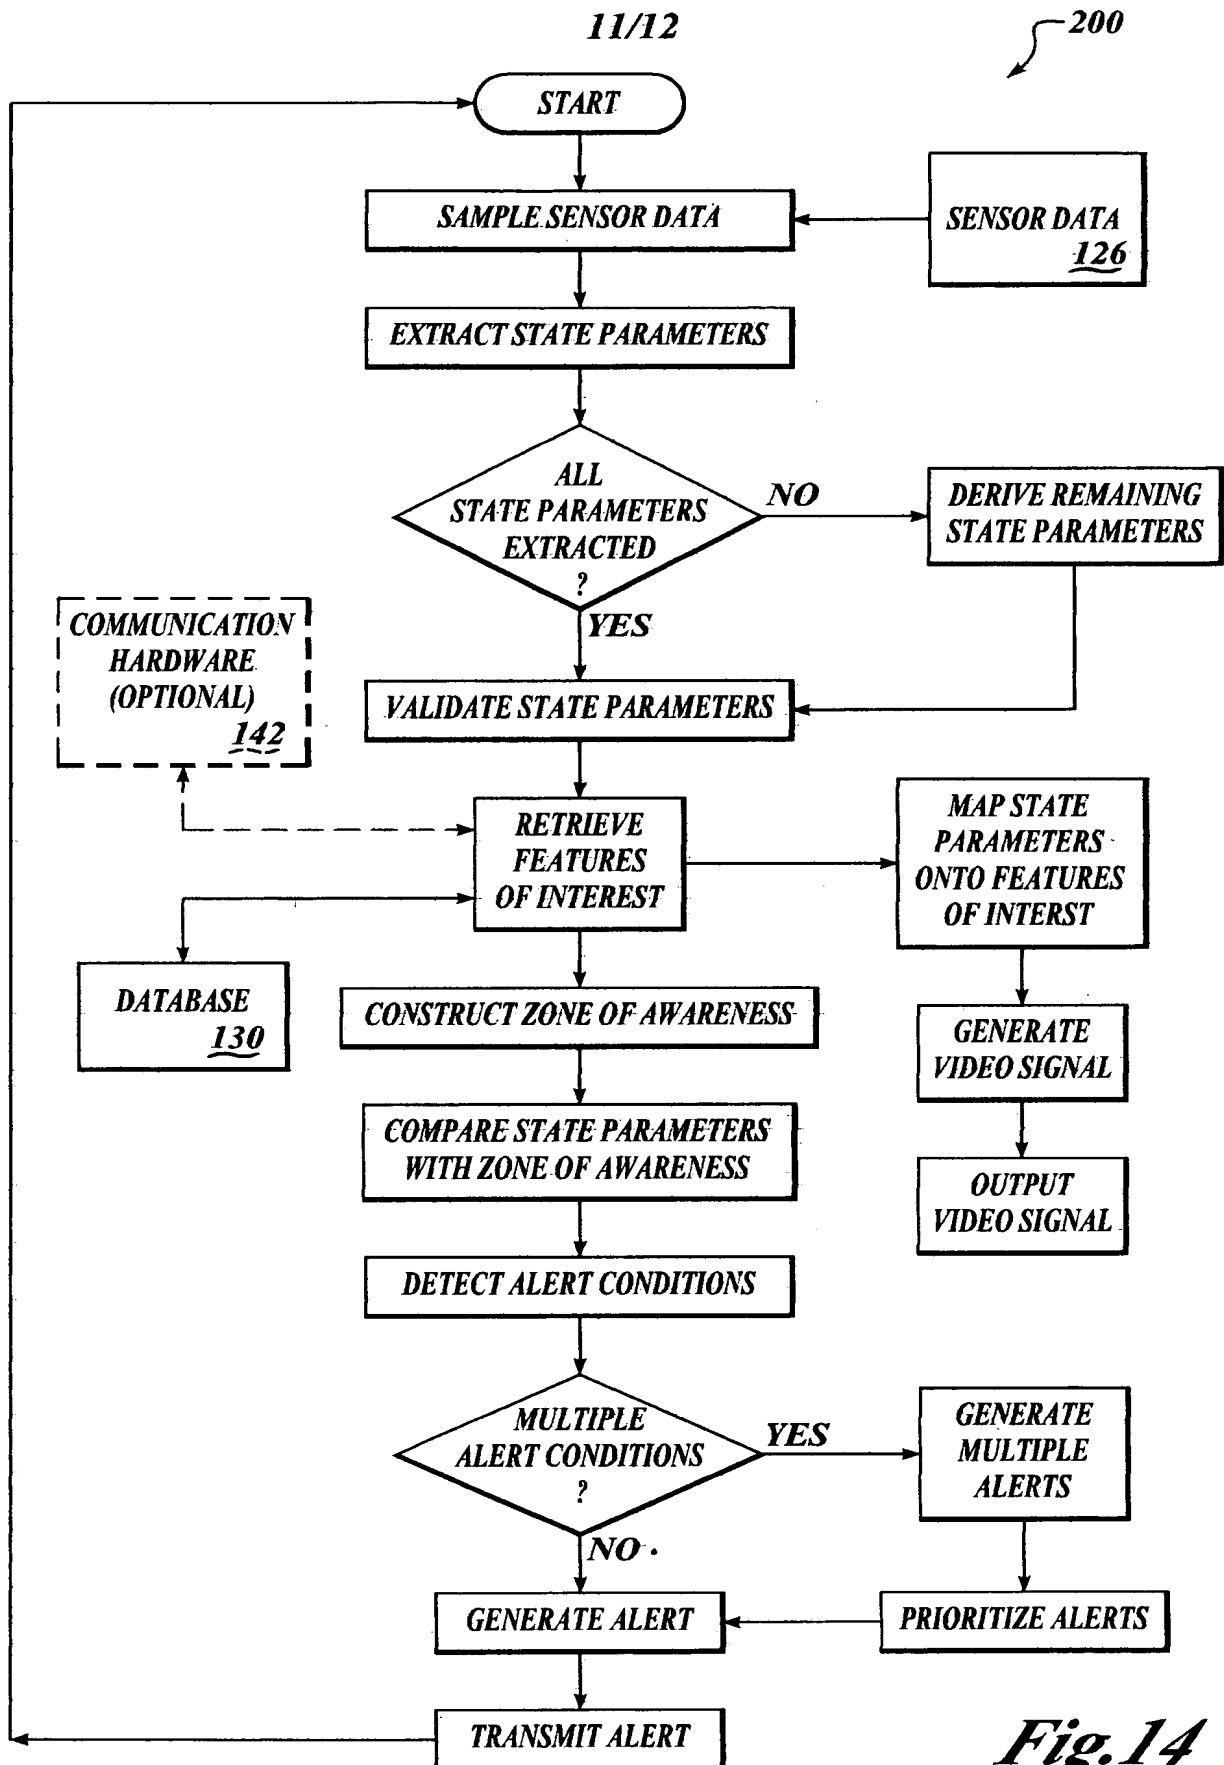 11/12
200
START
SAMPLE SENSOR DATA
SENSOR DATA
126
EXTRACT STATE PARAMETERS
ALL
STATE PARAMETERS
EXTRACTED
?
NO
DERIVE REMAINING
STATE PARAMETERS
YES
COMMUNICATION
HARDWARE
(OPTIONAL)
142
VALIDATE STATE PARAMETERS
RETRIEVE
FEATURES
OF INTEREST
MAP STATE
PARAMETERS
ONTO FEATURES
OF INTERST
DATABASE
130
CONSTRUCT ZONE OF AWARENESS
GENERATE
VIDEO SIGNAL
COMPARE STATE PARAMETERS
WITH ZONE OF AWARENESS
OUTPUT
VIDEO SIGNAL
DETECT ALERT CONDITIONS
MULTIPLE
ALERT CONDITIONS
?
YES
GENERATE
MULTIPLE
ALERTS
NO
GENERATE ALERT
PRIORITIZE ALERTS
TRANSMIT ALERT
Fig.14